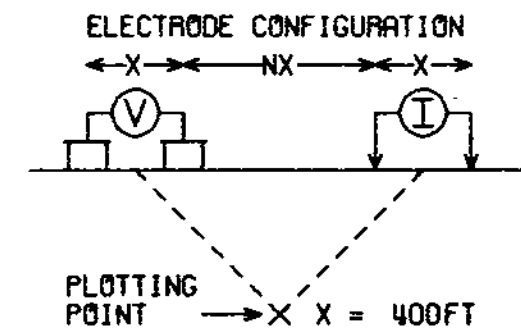 ELECTRODE CONFIGURATION
X NX X
V I
PLOTTING
POINT X X = 400FT